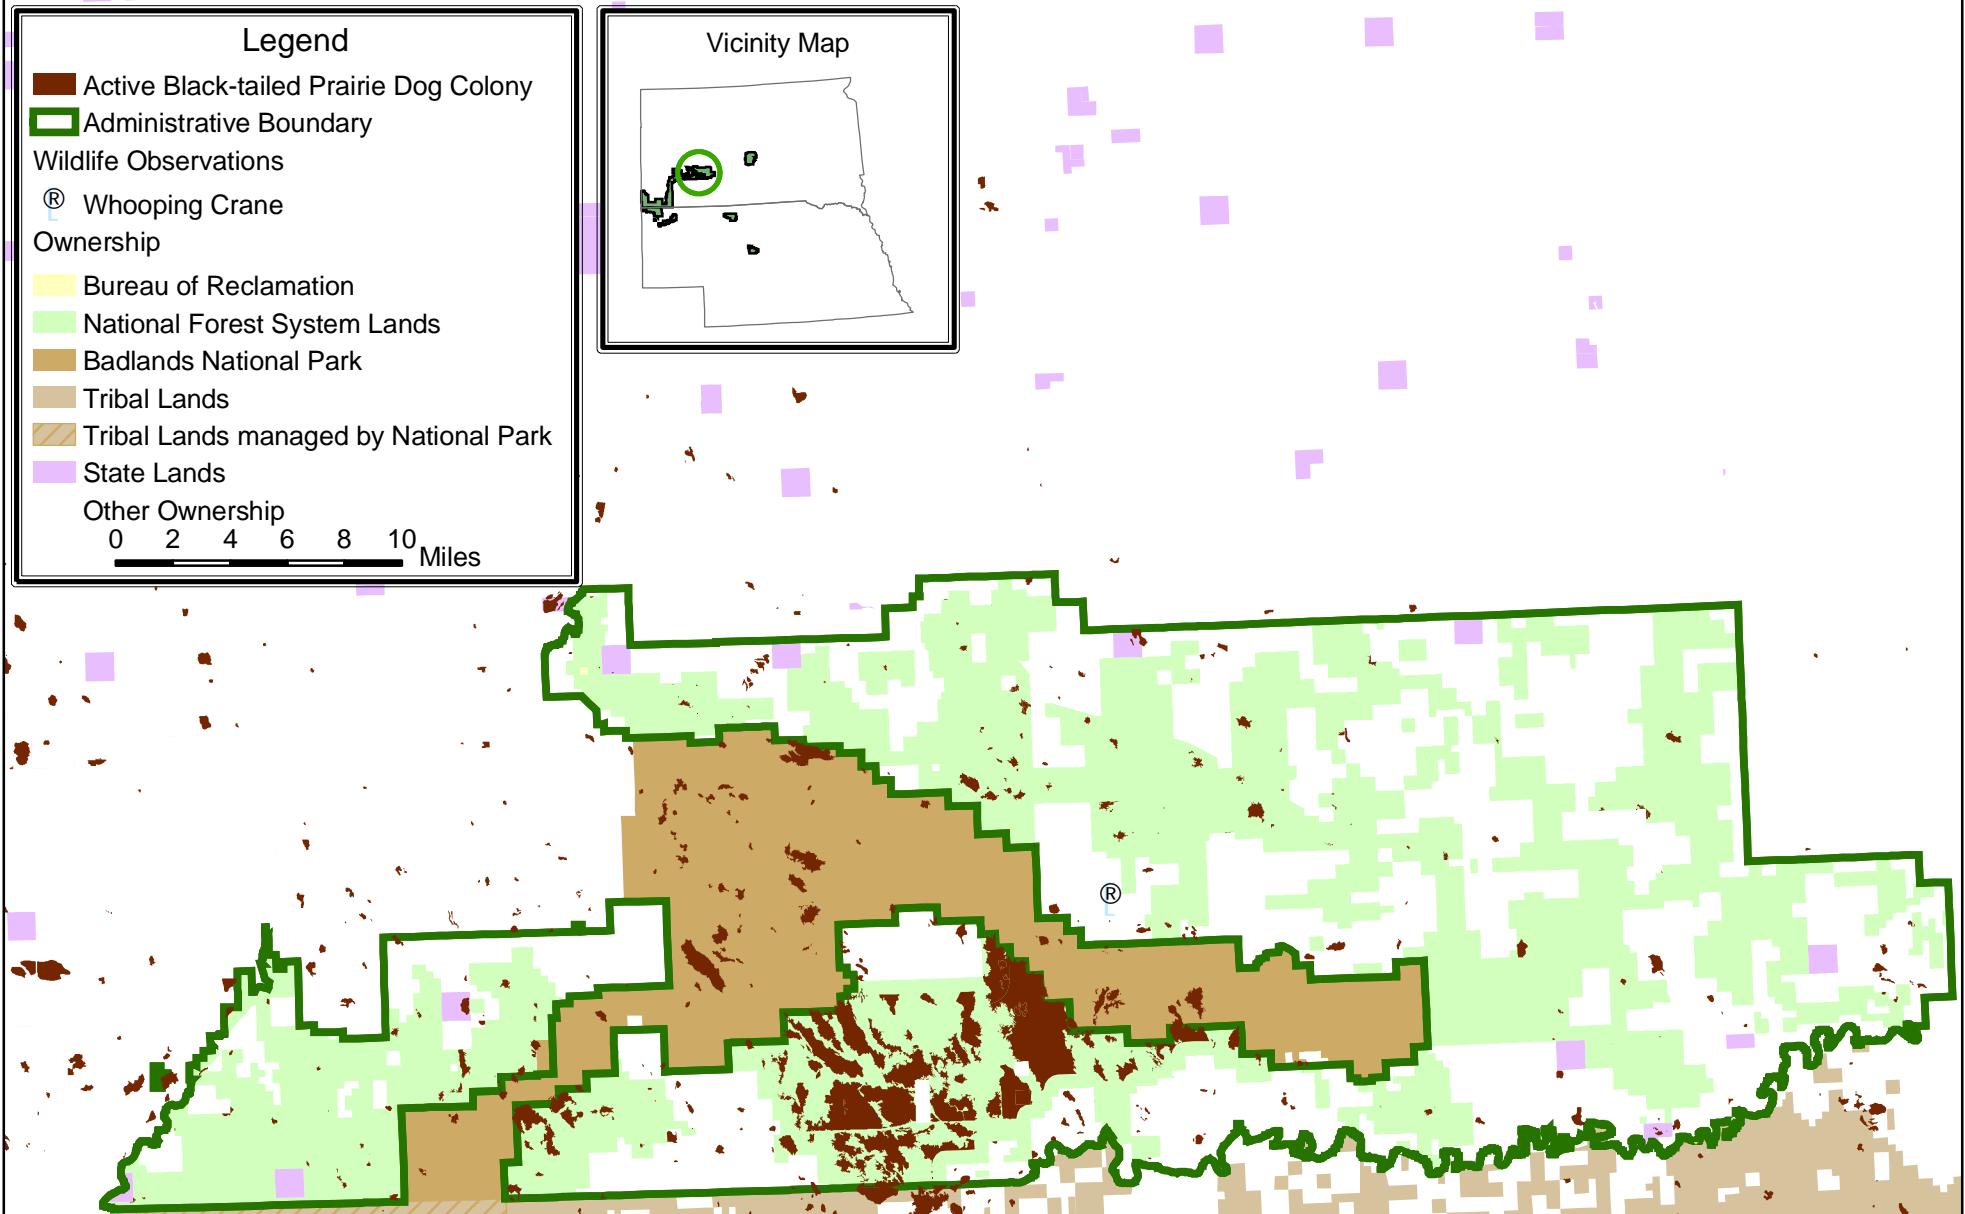 Legend
Active Black-tailed Prairie Dog Colony
Administrative Boundary
Wildlife Observations
® Whooping Crane
Ownership
Bureau of Reclamation
National Forest System Lands
Badlands National Park
Tribal Lands
Tribal Lands managed by National Park
State Lands
Other Ownership
0 2 4 6 8 10 Miles
Vicinity Map
®